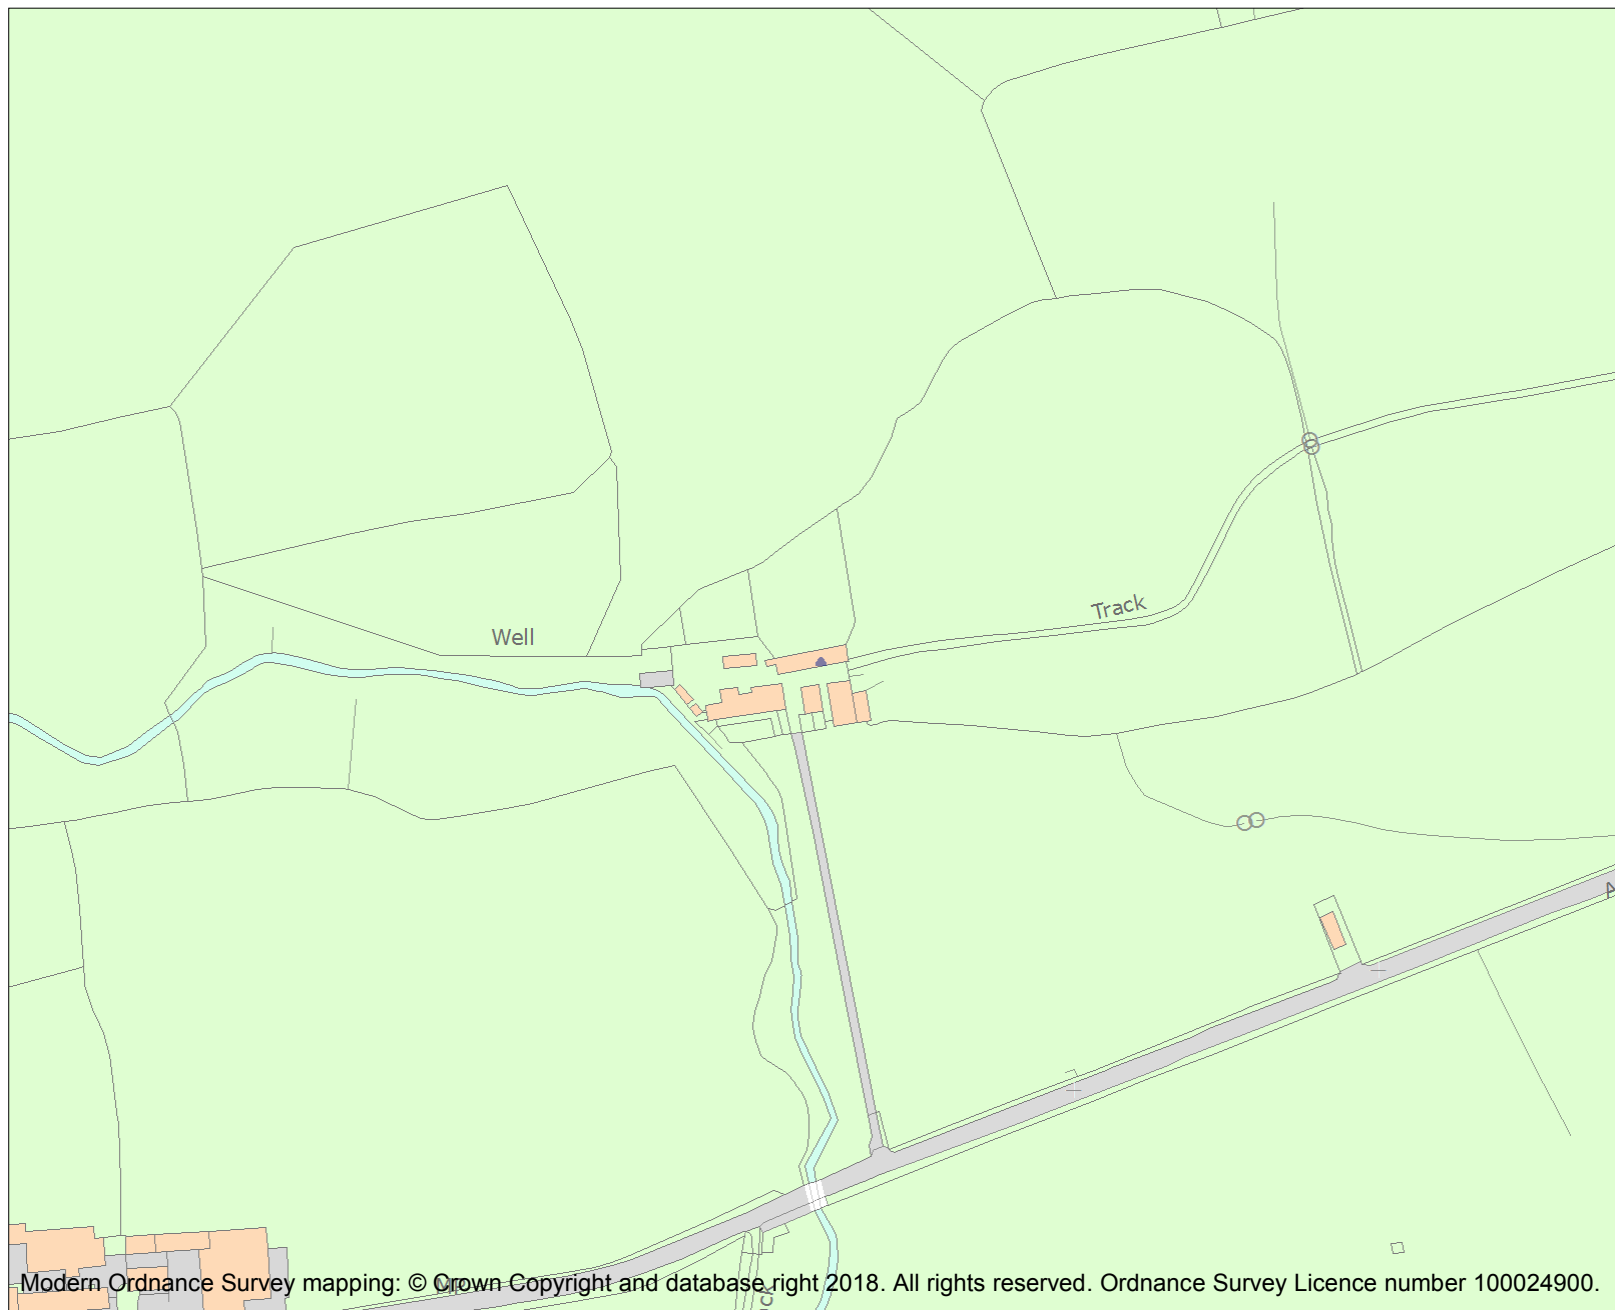 Well
Track
A
Modern Ordnance Survey mapping: © Crown Copyright and database right 2018. All rights reserved. Ordnance Survey Licence number 100024900.